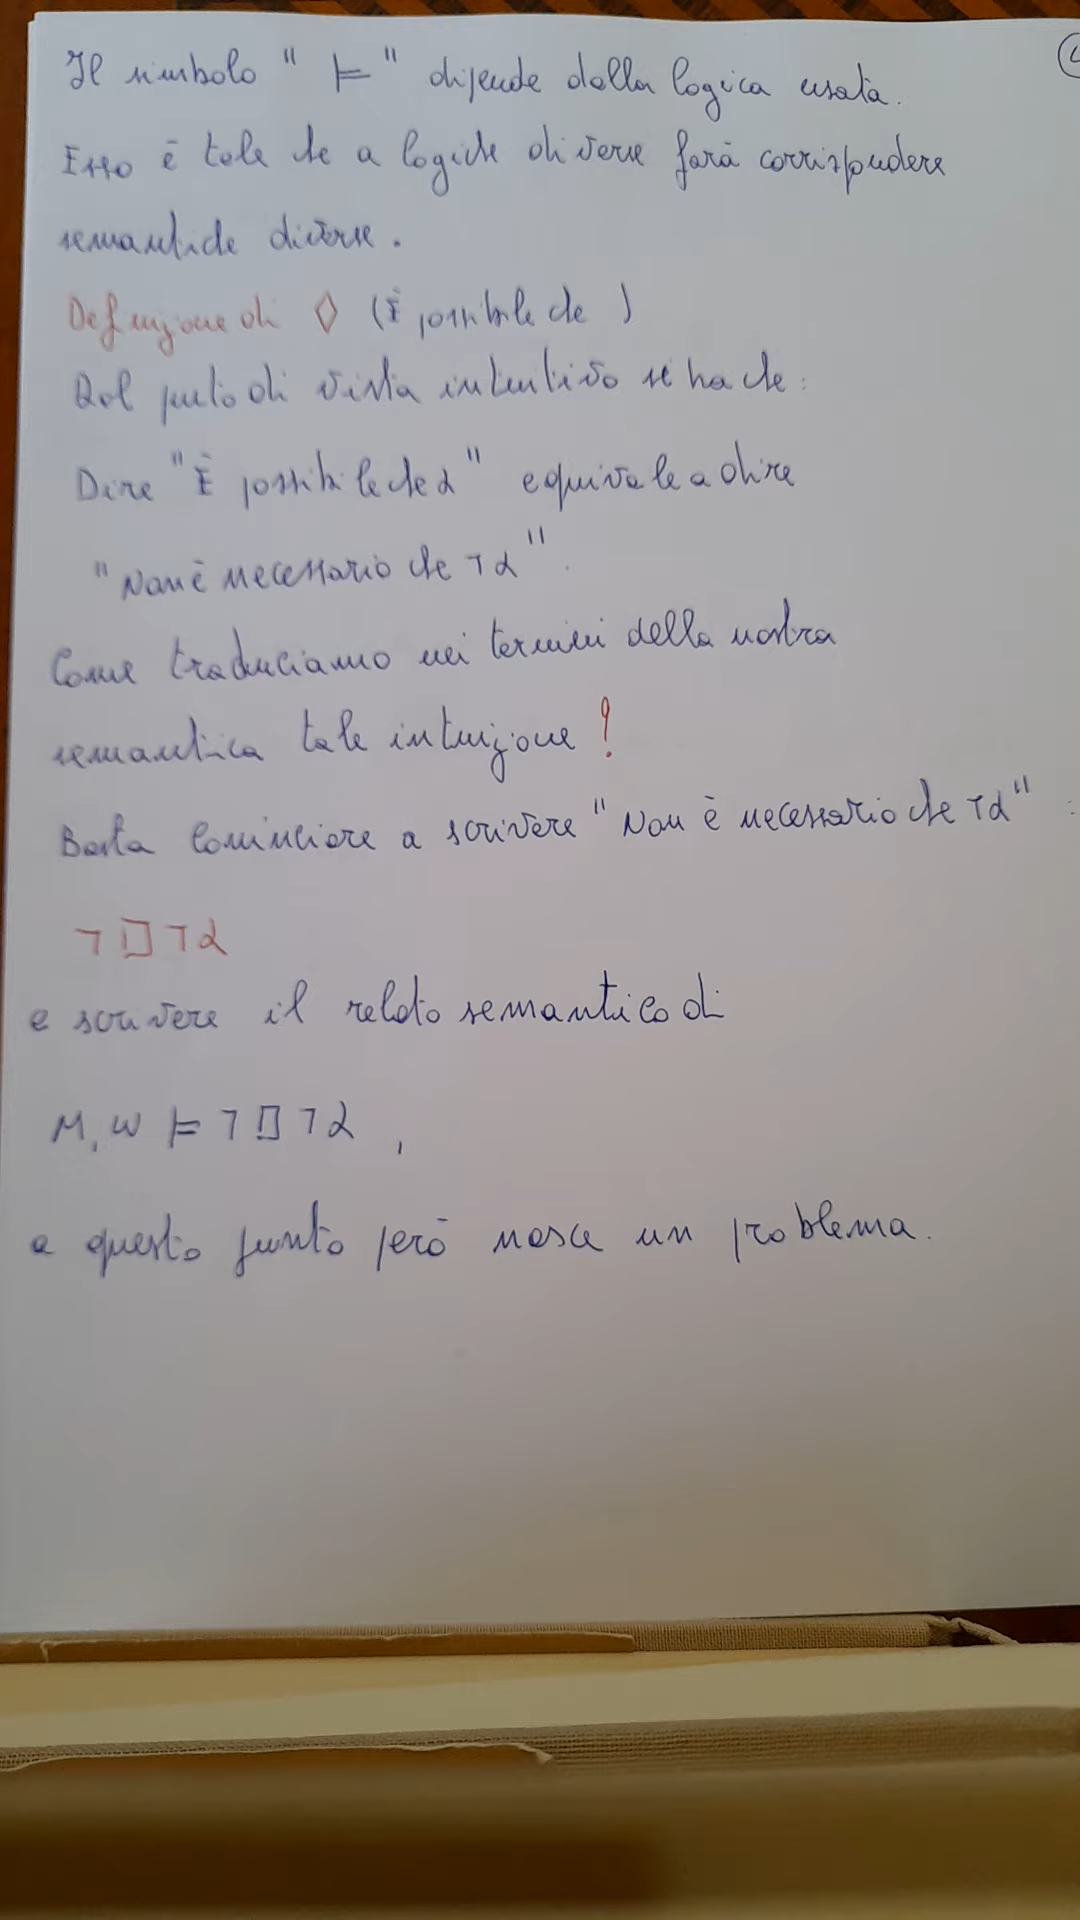 Il simbolo " ⊨ " dipende dalla logica usata.
Esso è tale che a logiche diverse farà corrispondere
semantiche diverse.
Definizione di ◊ (È possibile che )
Dal puto di vista intuitivo si ha che:
Dire "È possibile che α" equivale a dire
"Non è necessario che ¬α".
Come traduciamo nei termini della nostra
semantica tale intuizione?
Basta cominciare a scrivere "Non è necessario che ¬α" :
¬□¬α
e scrivere il relato semantico di
M, w ⊨ ¬□¬α ,
a questo punto però nasce un problema.